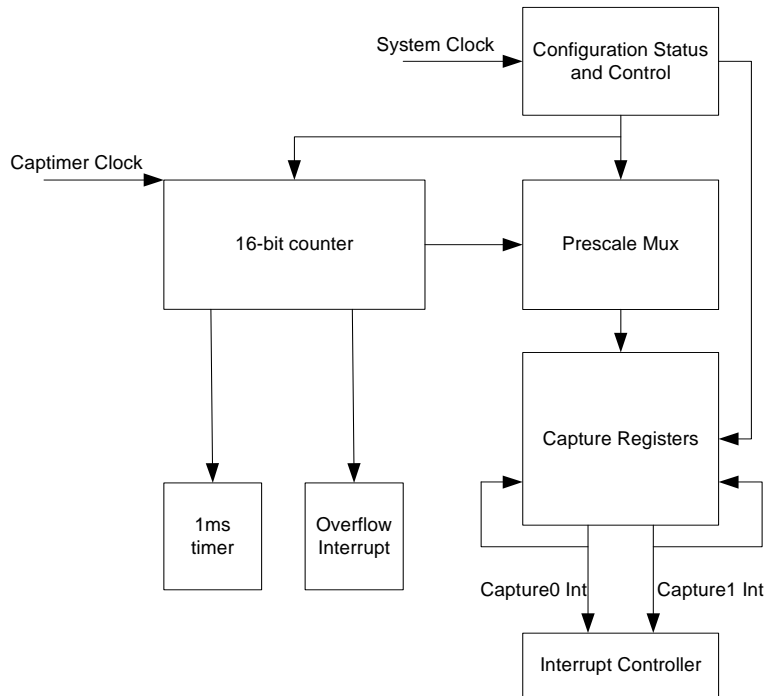 System Clock
Configuration Status
and Control
Captimer Clock
16-bit counter
Prescale Mux
Capture Registers
1ms
timer
Overflow
Interrupt
Capture0 Int
Capture1 Int
Interrupt Controller